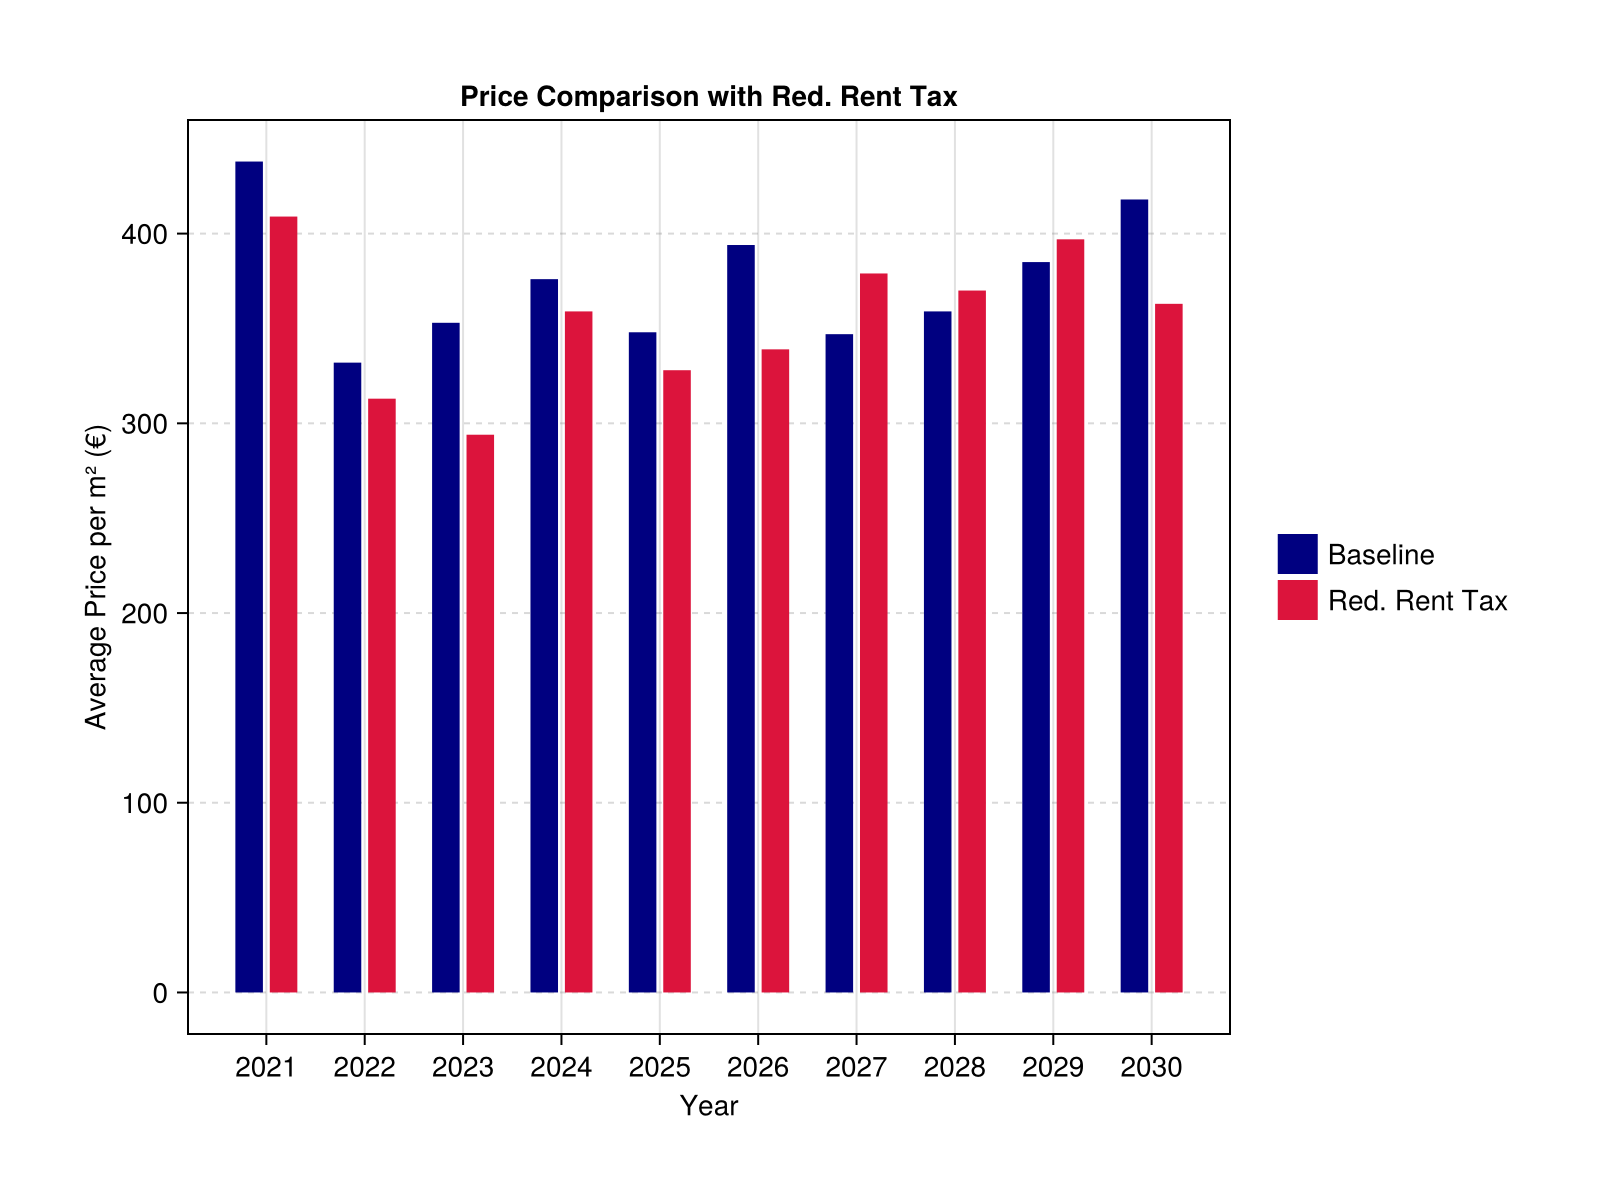 Price Comparison with Red. Rent Tax
Average Price per m² (€)
400
300
200
100
0
2021 2022 2023 2024 2025 2026 2027 2028 2029 2030
Year
Baseline
Red. Rent Tax